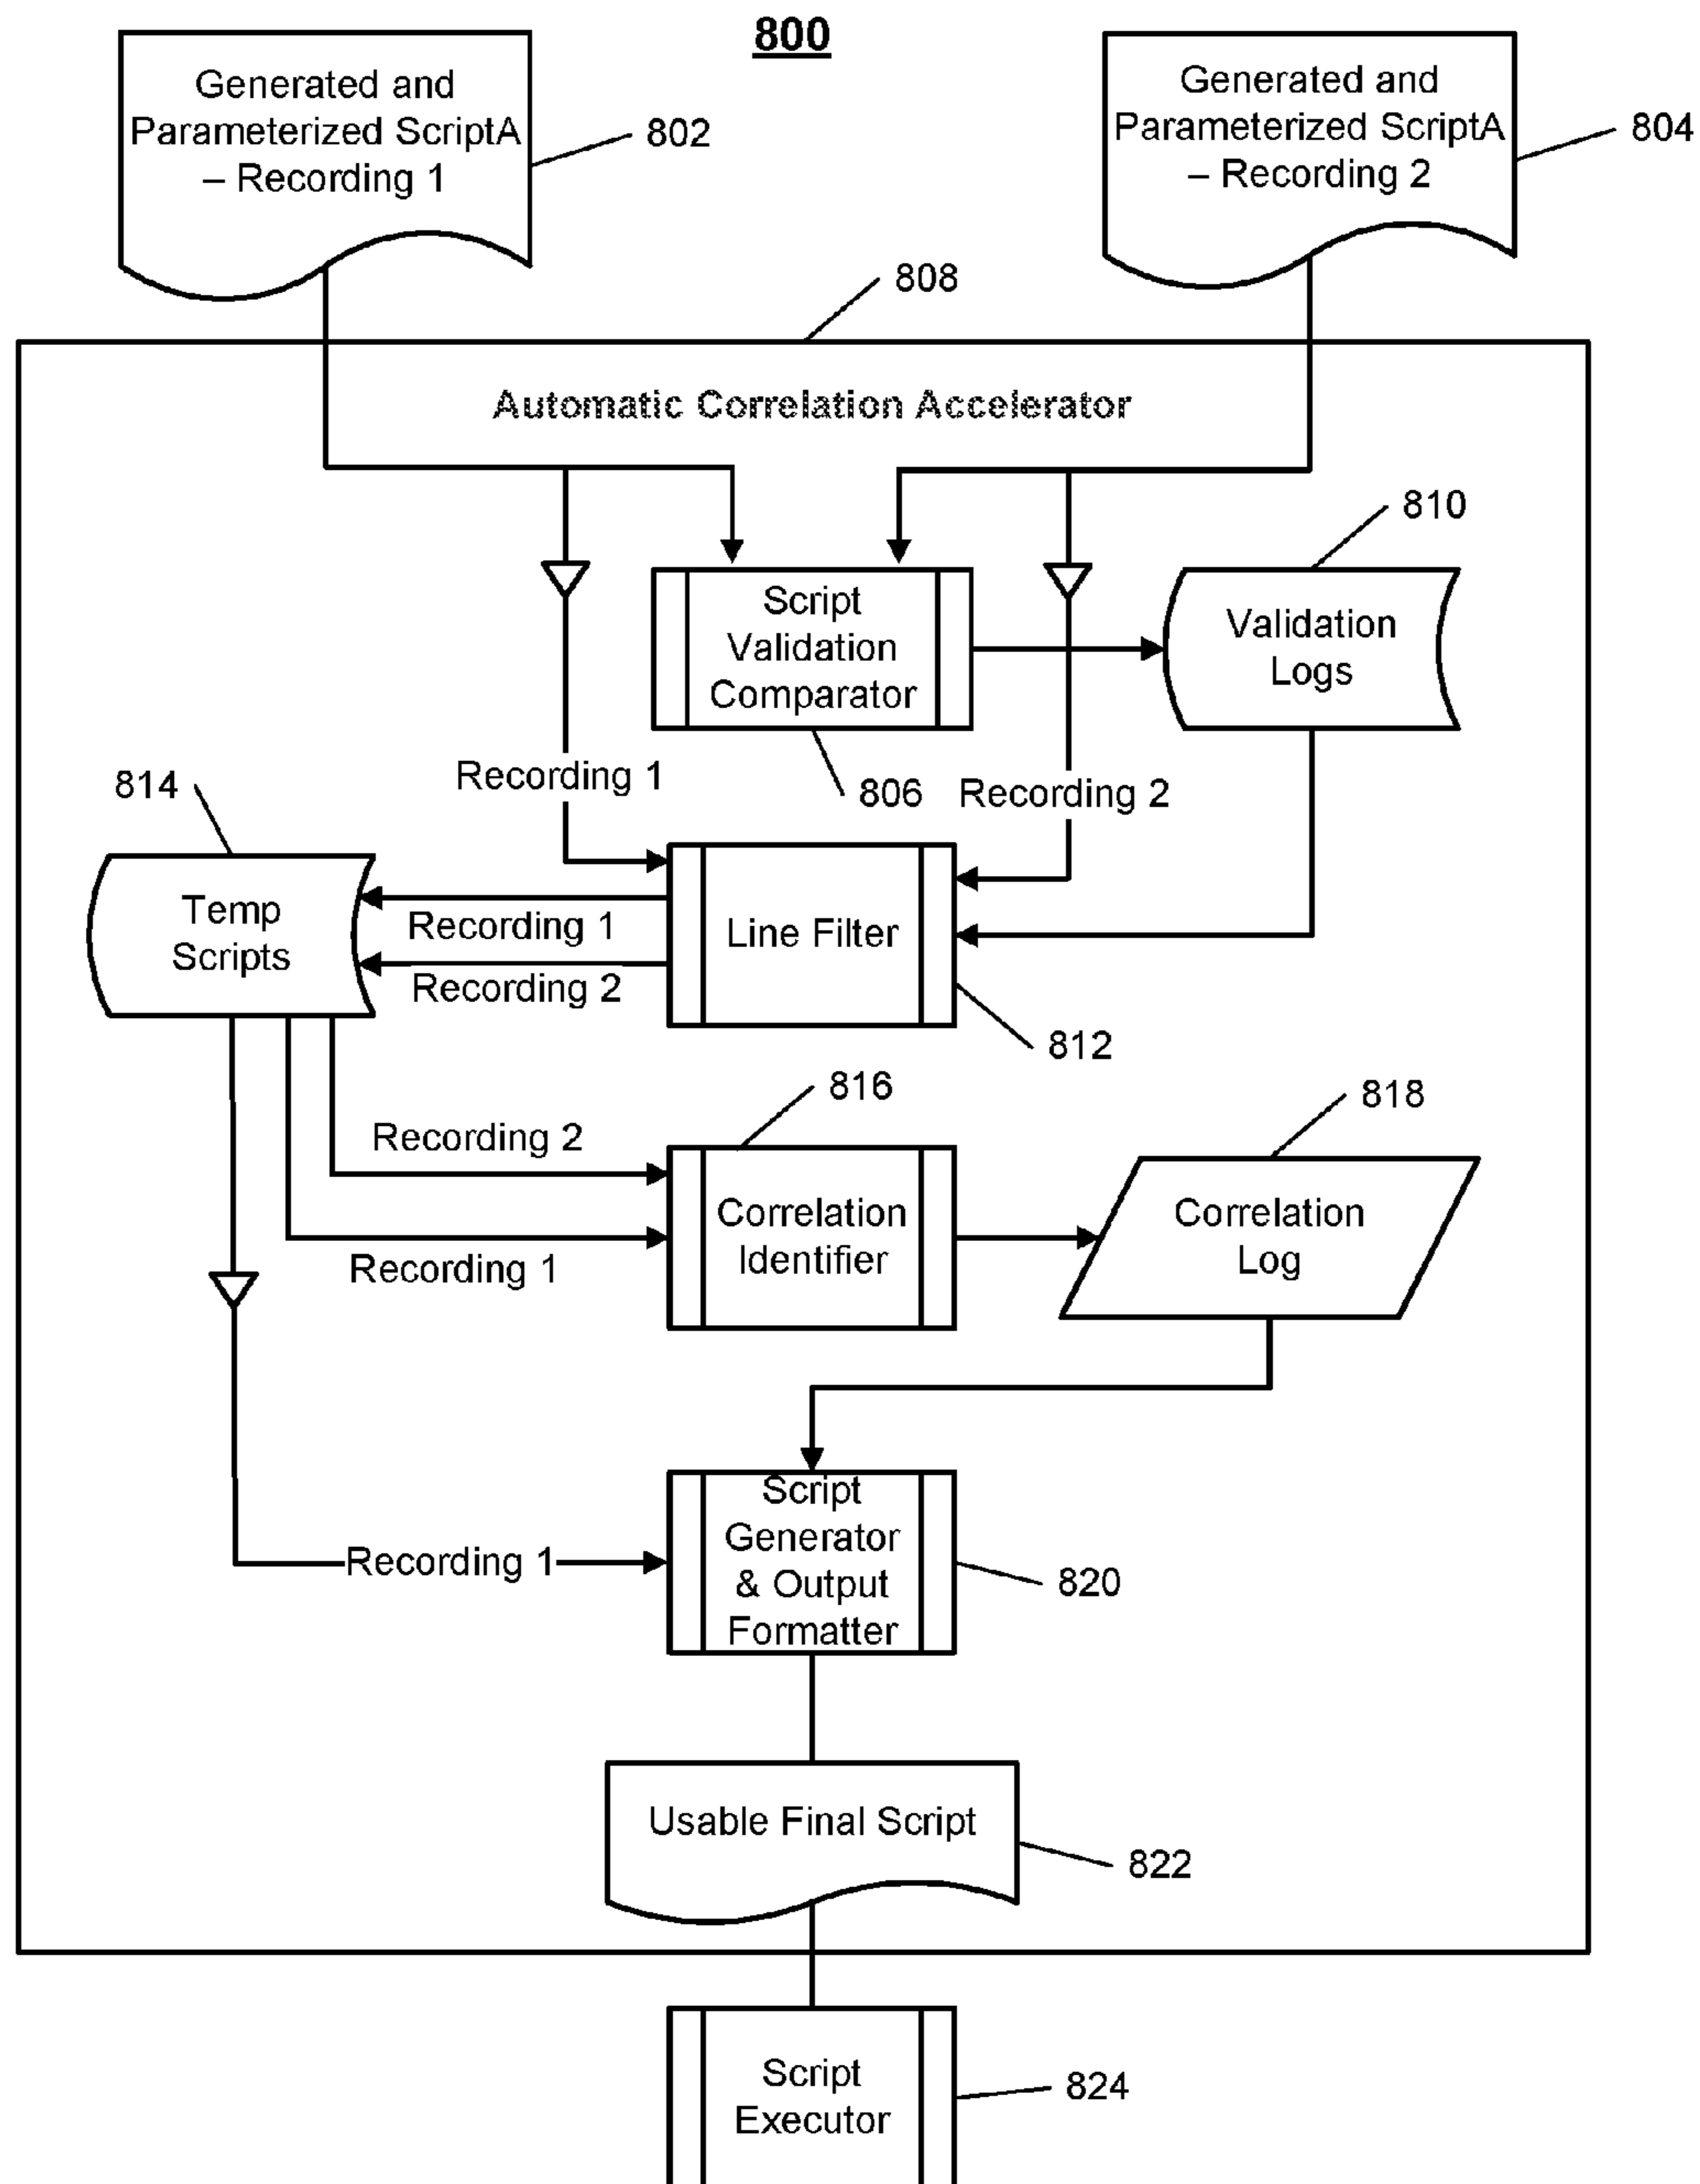 800
Generated and
Parameterized ScriptA
– Recording 1
802
Generated and
Parameterized ScriptA
– Recording 2
804
808
Automatic Correlation Accelerator
810
Script
Validation
Comparator
Validation
Logs
Recording 1
806
Recording 2
814
Temp
Scripts
Recording 1
Recording 2
Line Filter
812
816
818
Recording 2
Correlation
Identifier
Correlation
Log
Recording 1
Script
Generator
& Output
Formatter
Recording 1
820
Usable Final Script
822
Script
Executor
824